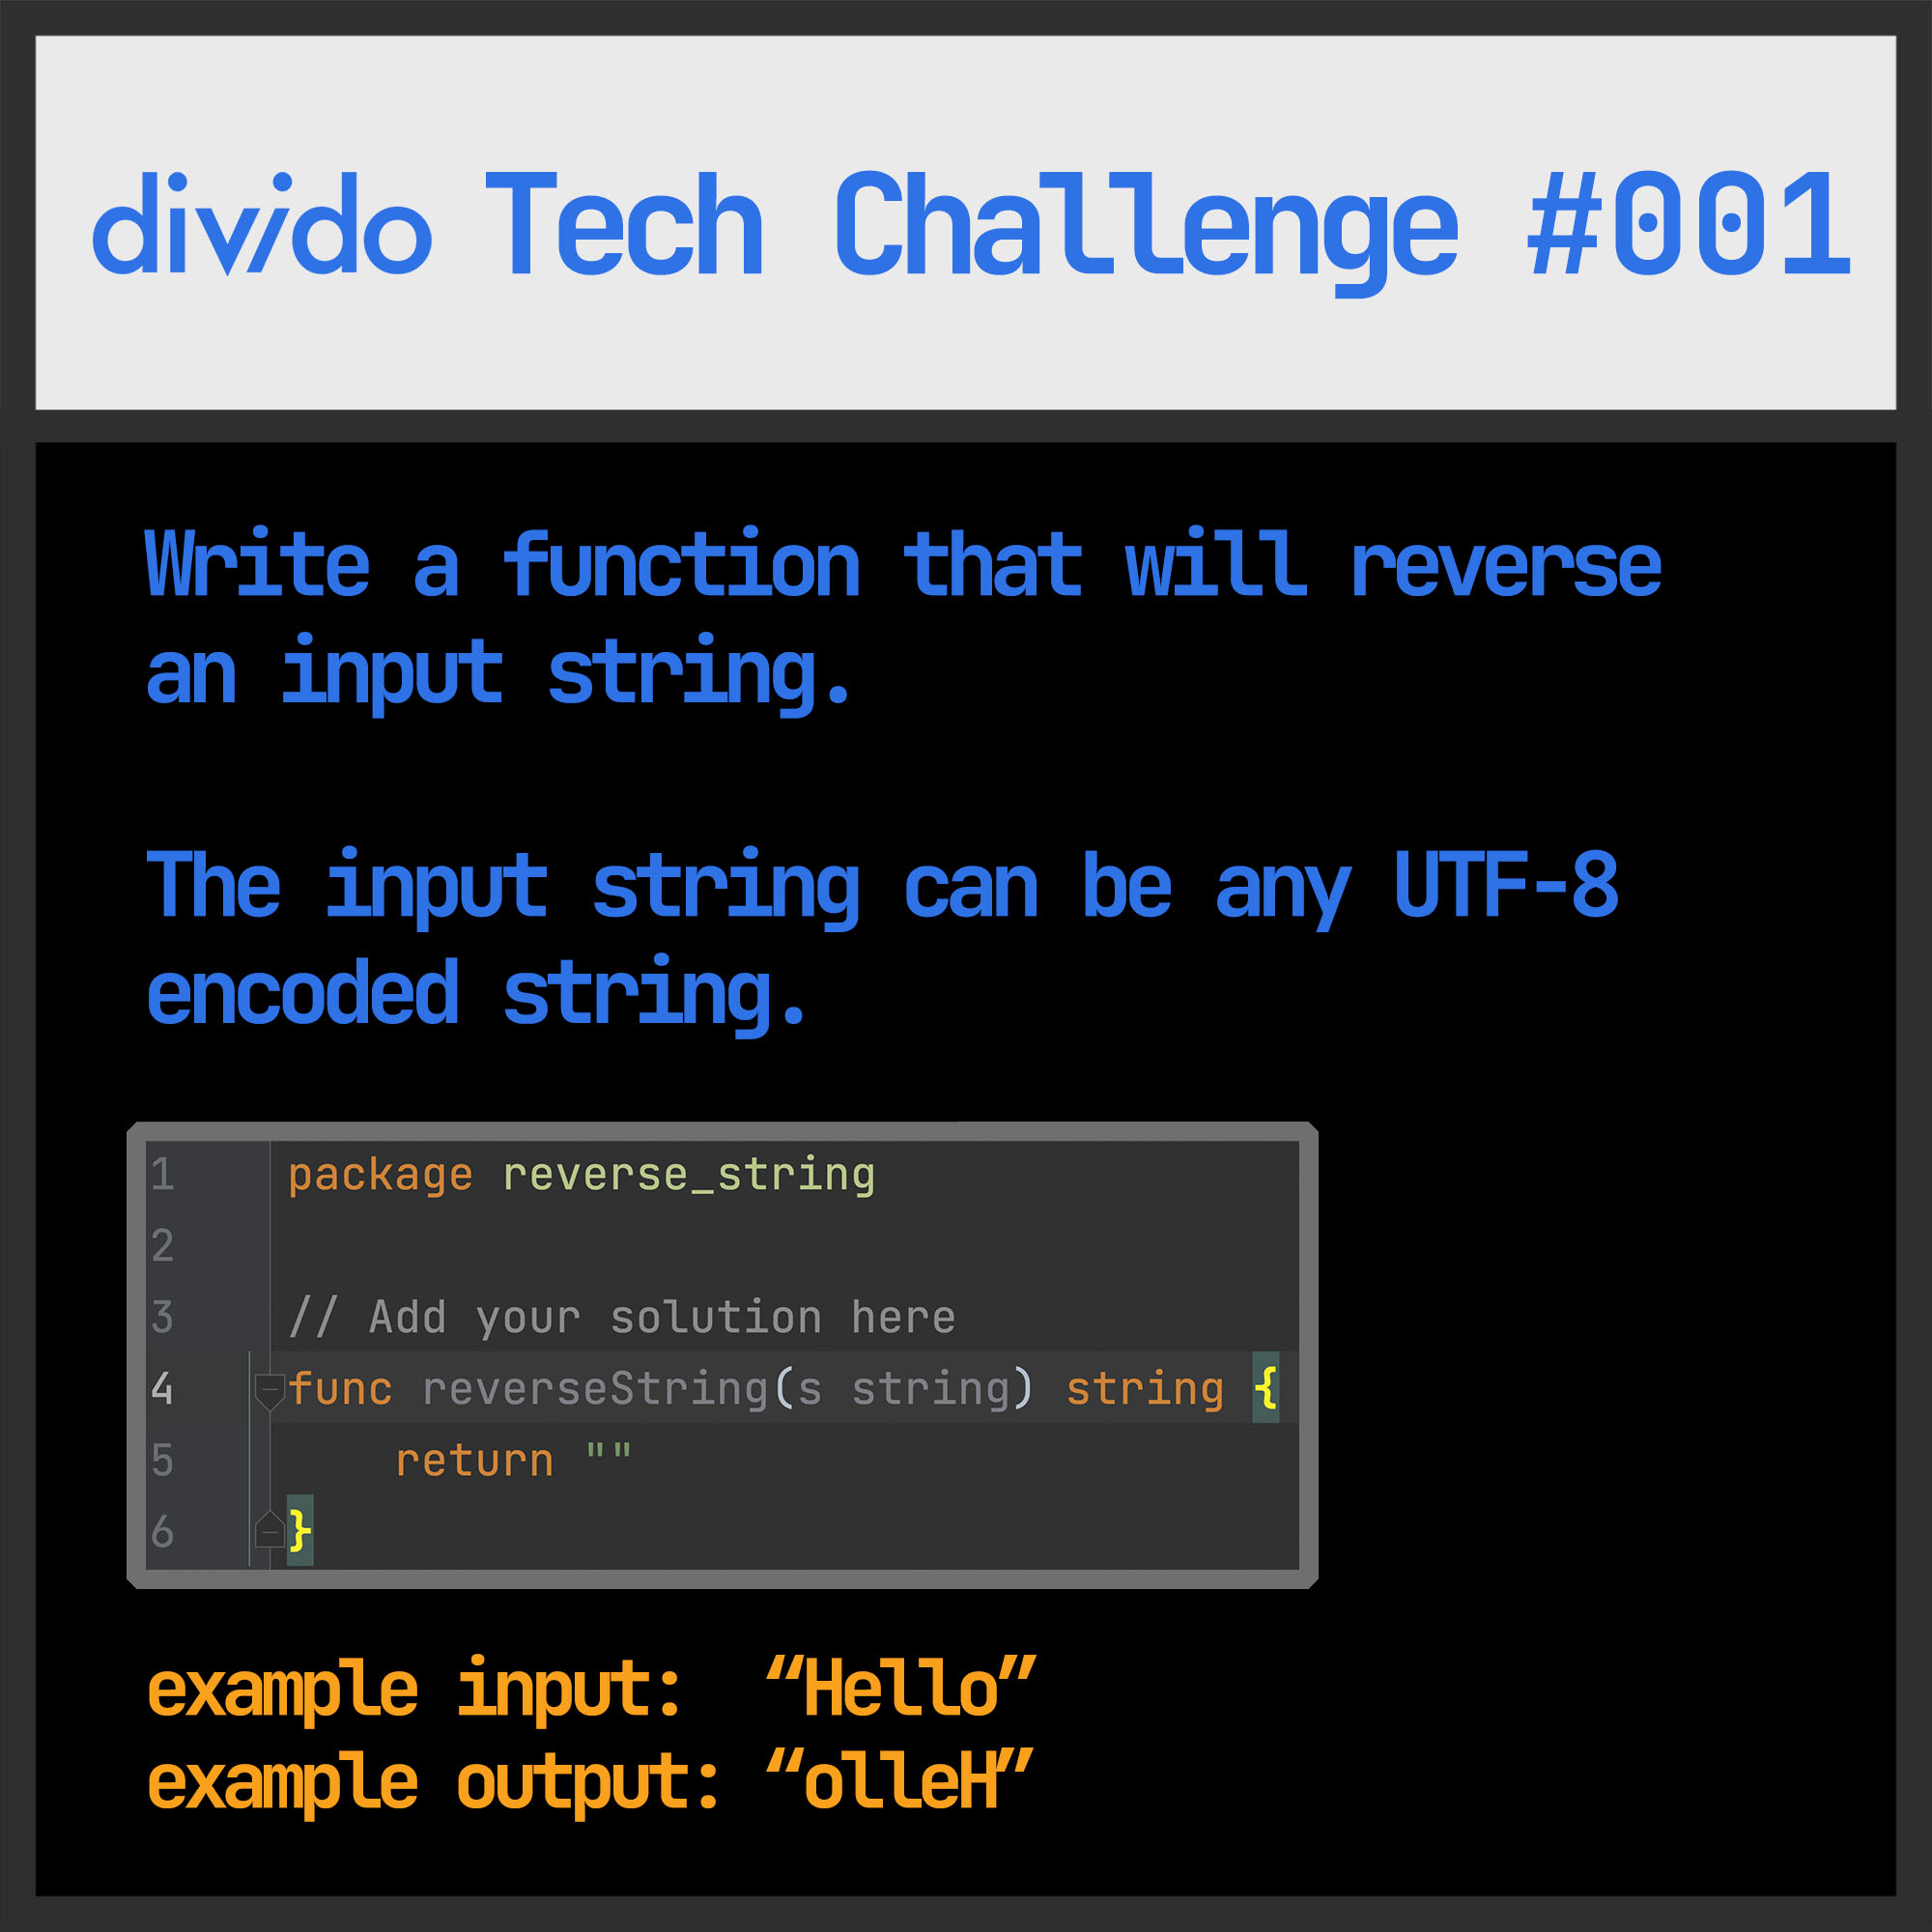 divido Tech Challenge #001
Write a function that will reverse
an input string.
The input string can be any UTF-8
encoded string.
1 package reverse_string
2
3 // Add your solution here
4 func reverseString(s string) string {
5 return ""
6 }
example input: “Hello”
example output: “olleH”